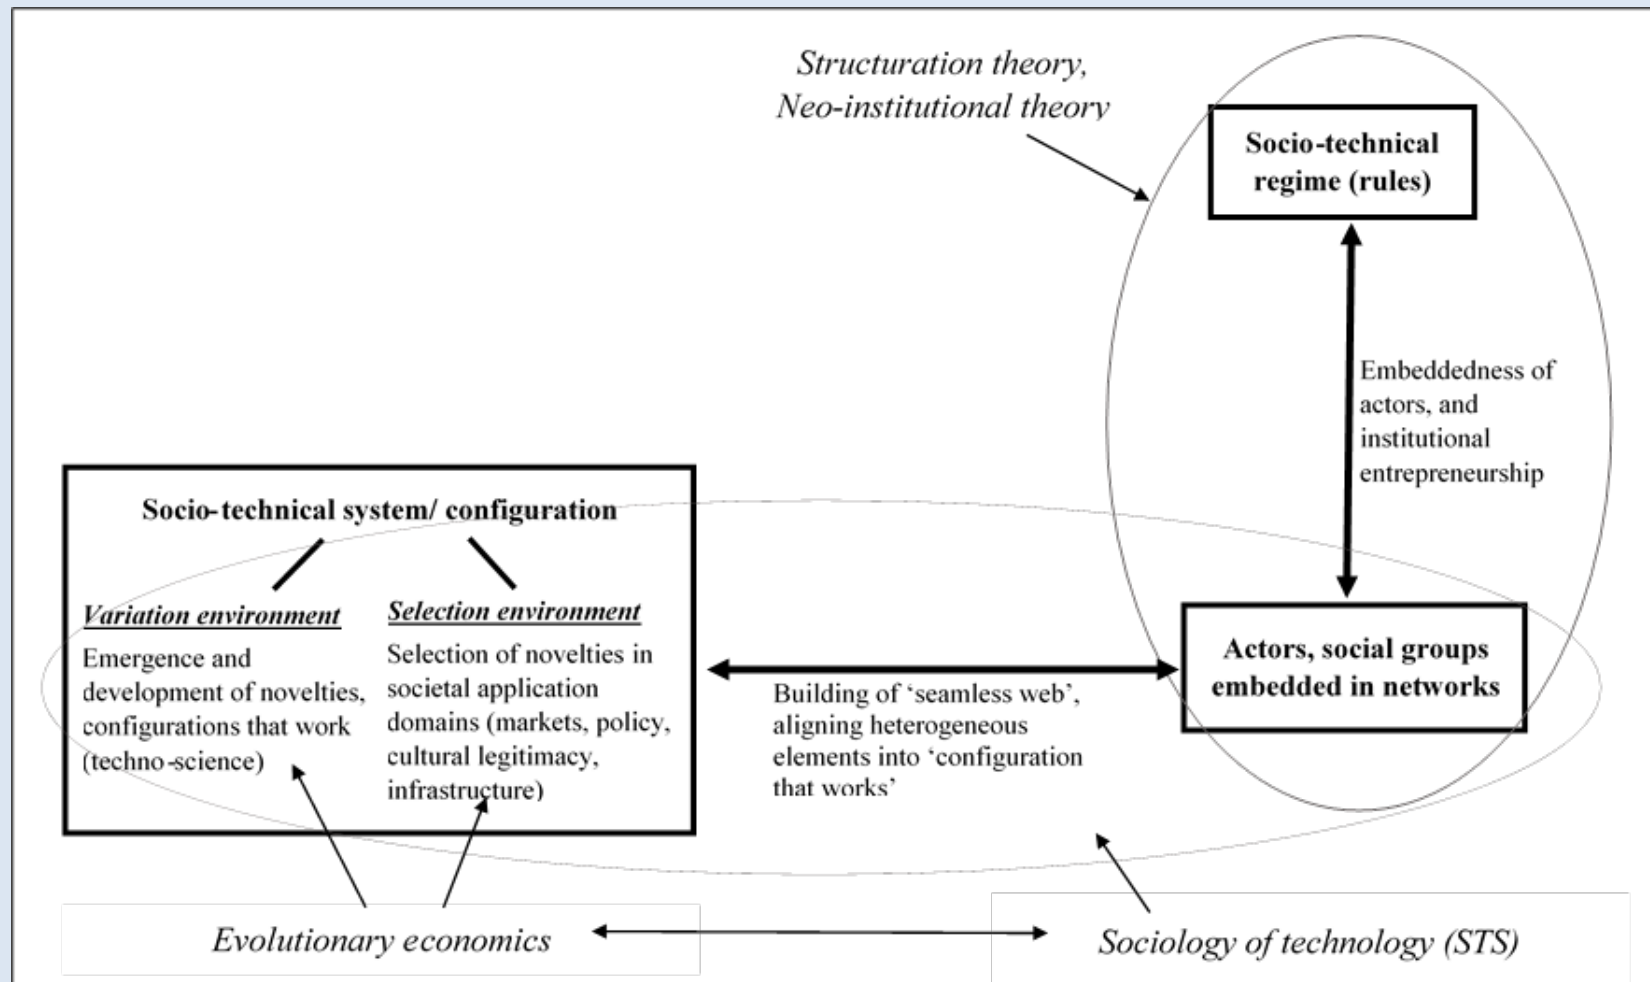 Structuration theory,
Neo-institutional theory
Socio-technical
regime (rules)
Embeddedness of
actors, and
institutional
entrepreneurship
Socio-technical system/ configuration
Variation environment
Emergence and
development of novelties,
configurations that work
(techno-science)
Selection environment
Selection of novelties in
societal application
domains (markets, policy,
cultural legitimacy,
infrastructure)
Building of ‘seamless web’,
aligning heterogeneous
elements into ‘configuration
that works’
Actors, social groups
embedded in networks
Evolutionary economics
Sociology of technology (STS)